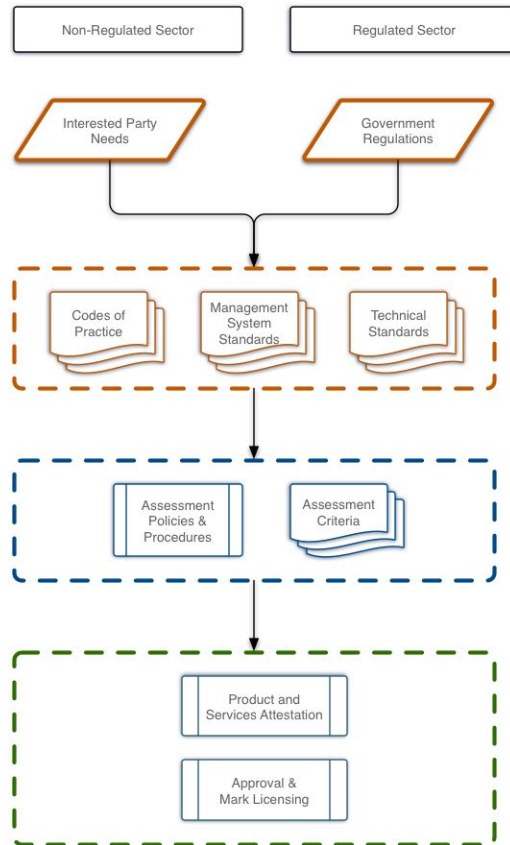 Non-Regulated Sector
Regulated Sector
Interested Party
Needs
Government
Regulations
Codes of
Practice
Management
System
Standards
Technical
Standards
Assessment
Policies &
Procedures
Assessment
Criteria
Product and
Services Attestation
Approval &
Mark Licensing